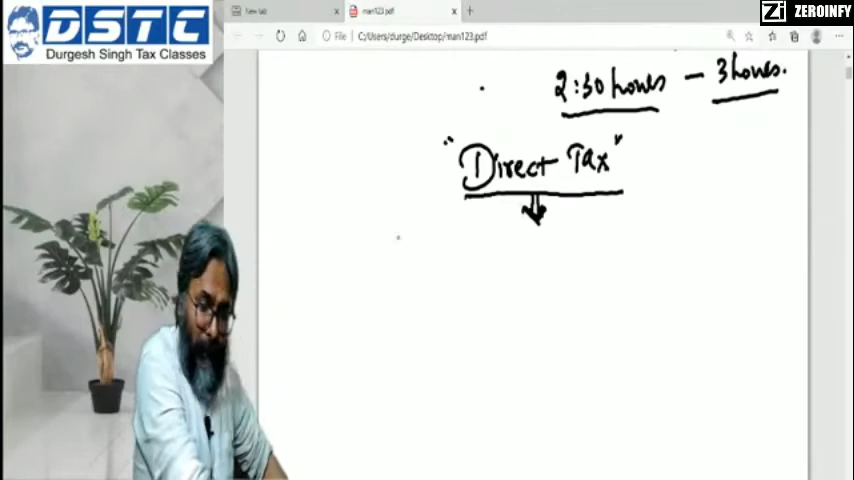 DSTC
Durgesh Singh Tax Classes
New tab
man123.pdf
File | C:/Users/durge/Desktop/man123.pdf
Zi ZEROINFY
2:30 hours — 3 hours.
"Direct Tax"